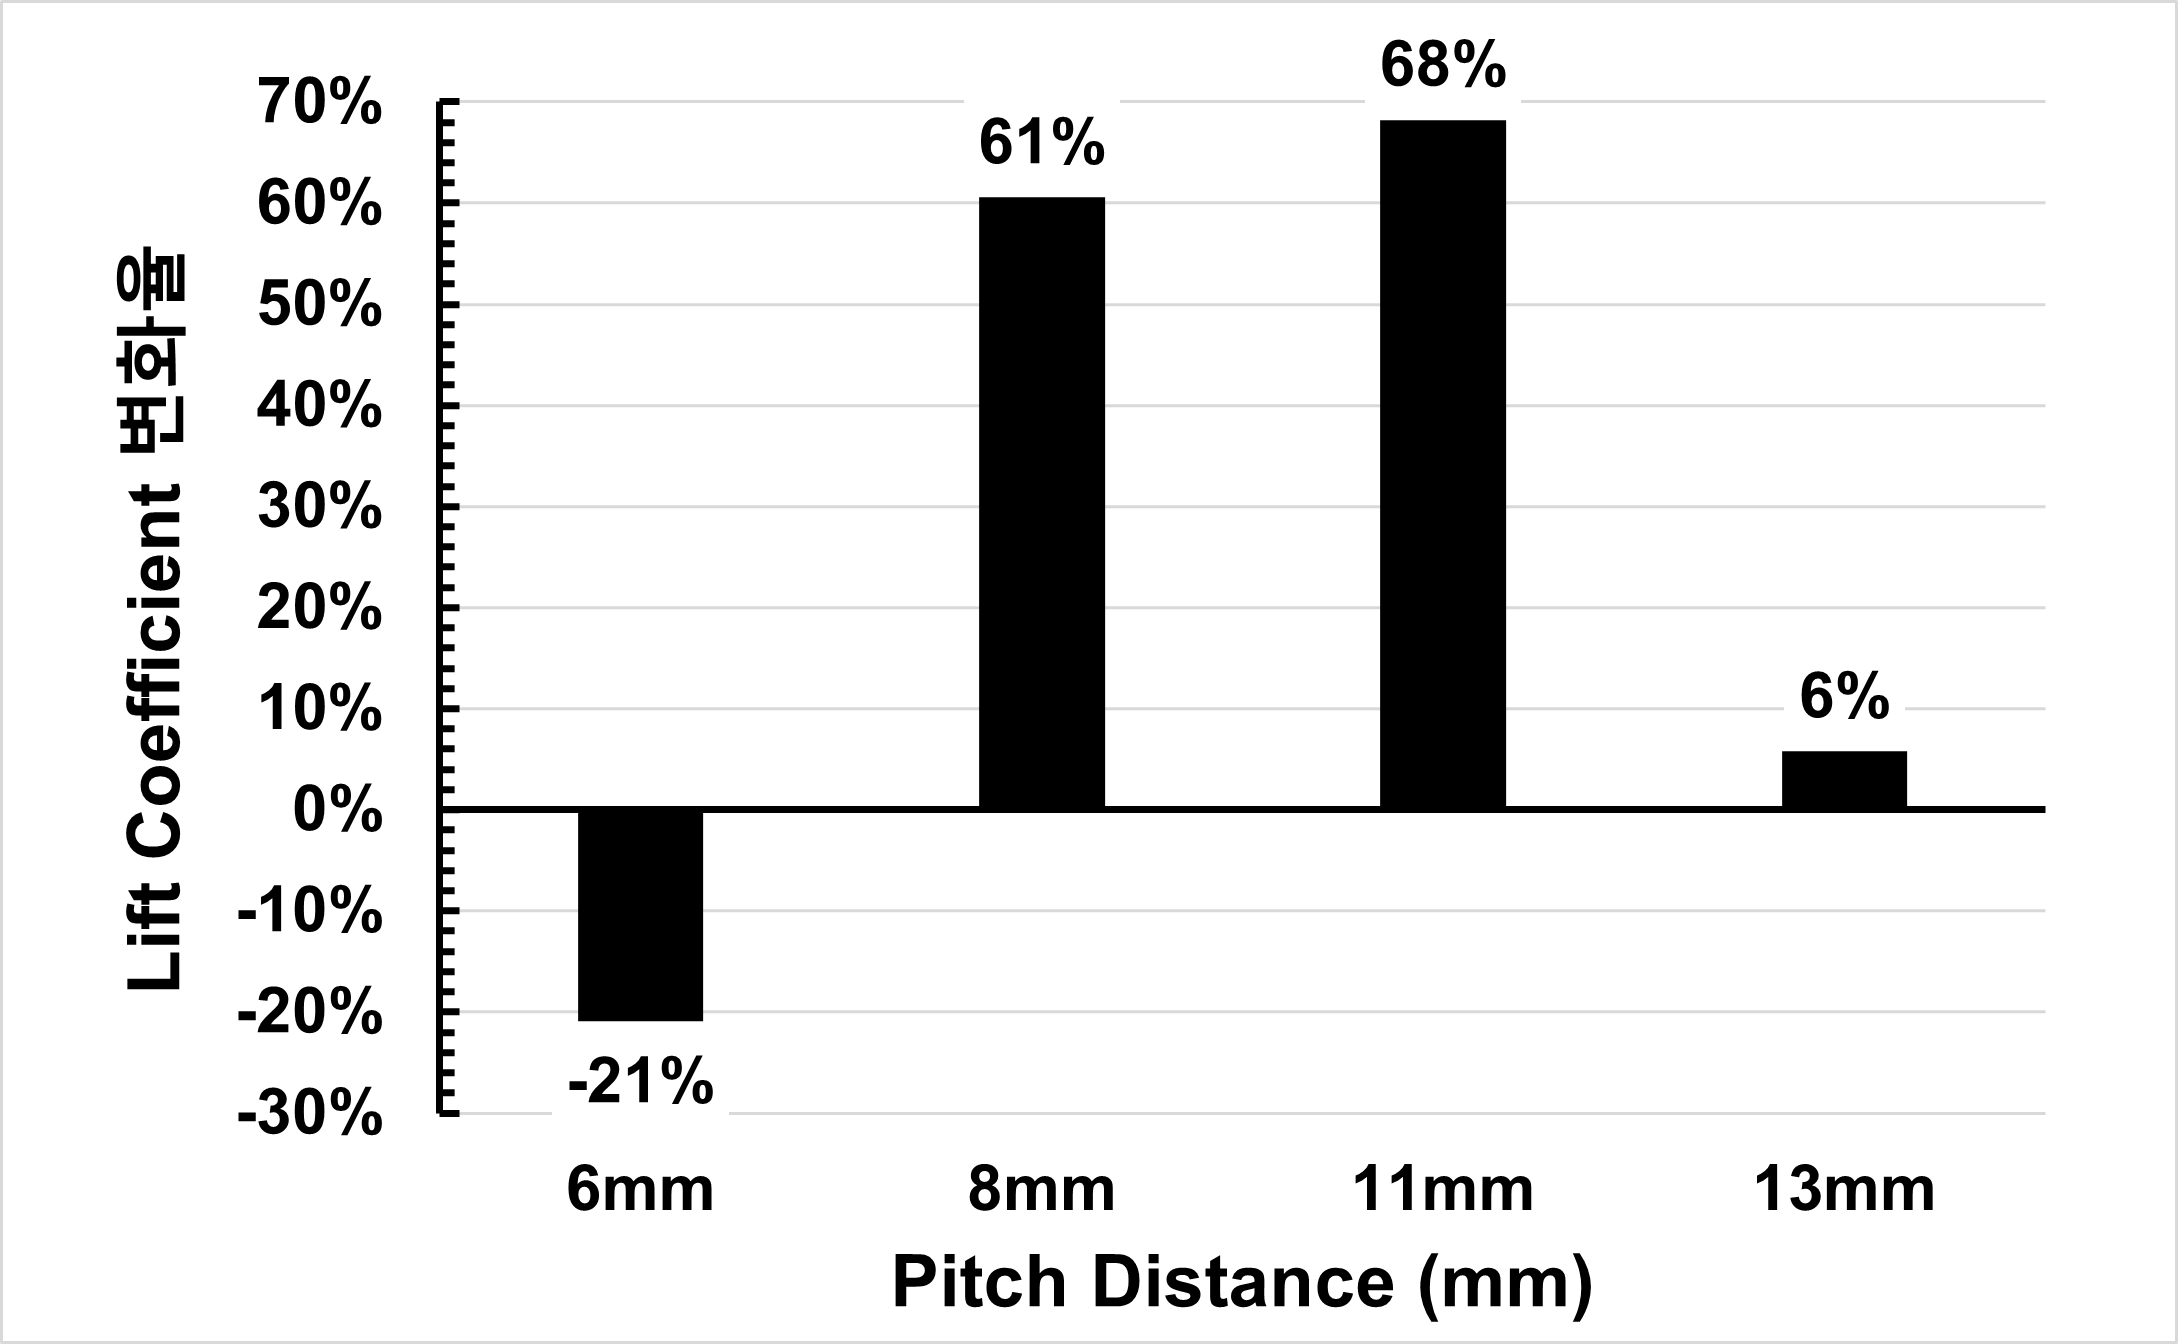 Lift Coefficient 변화율
70%
60%
50%
40%
30%
20%
10%
0%
-10%
-20%
-30%
-21%
61%
68%
6%
6mm
8mm
11mm
13mm
Pitch Distance (mm)